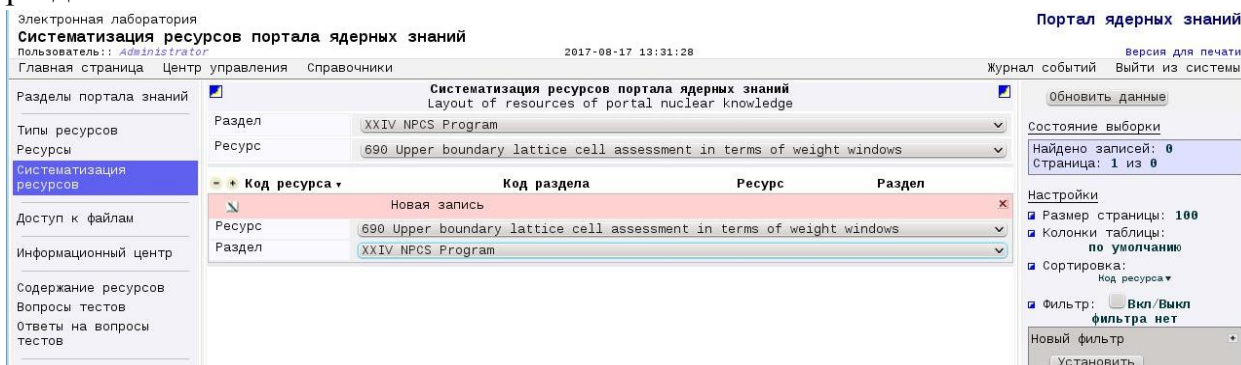 Электронная лаборатория
Портал ядерных знаний
Систематизация ресурсов портала ядерных знаний
Пользователь:: Administrator 2017-08-17 13:31:28 Версия для печати
Главная страница Центр управления Справочники Журнал событий Выйти из системы
Разделы портала знаний
Типы ресурсов
Ресурсы
Систематизация
ресурсов
Доступ к файлам
Информационный центр
Содержание ресурсов
Вопросы тестов
Ответы на вопросы
тестов
Систематизация ресурсов портала ядерных знаний
Layout of resources of portal nuclear knowledge
Раздел XXIV NPCS Program
Ресурс 690 Upper boundary lattice cell assessment in terms of weight windows
- + Код ресурса ▾ Код раздела Ресурс Раздел
Новая запись
Ресурс 690 Upper boundary lattice cell assessment in terms of weight windows
Раздел XXIV NPCS Program
Обновить данные
Состояние выборки
Найдено записей: 0
Страница: 1 из 0
Настройки
Размер страницы: 100
Колонки таблицы:
по умолчанию
Сортировка:
Код ресурса▾
Фильтр: Вкл/Выкл
фильтра нет
Новый фильтр +
Установить